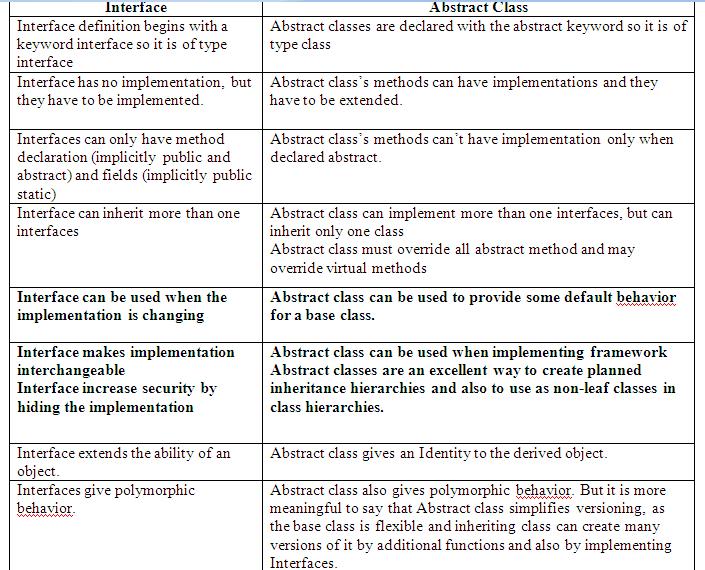 Interface
Abstract Class
Interface definition begins with a
keyword interface so it is of type
interface
Abstract classes are declared with the abstract keyword so it is of
type class
Interface has no implementation, but
they have to be implemented.
Abstract class's methods can have implementations and they
have to be extended.
Interfaces can only have method
declaration (implicitly public and
abstract) and fields (implicitly public
static)
Abstract class's methods can't have implementation only when
declared abstract.
Interface can inherit more than one
interfaces
Abstract class can implement more than one interfaces, but can
inherit only one class
Abstract class must override all abstract method and may
override virtual methods
Interface can be used when the
implementation is changing
Abstract class can be used to provide some default behavior
for a base class.
Interface makes implementation
interchangeable
Interface increase security by
hiding the implementation
Abstract class can be used when implementing framework
Abstract classes are an excellent way to create planned
inheritance hierarchies and also to use as non-leaf classes in
class hierarchies.
Interface extends the ability of an
object.
Abstract class gives an Identity to the derived object.
Interfaces give polymorphic
behavior.
Abstract class also gives polymorphic behavior. But it is more
meaningful to say that Abstract class simplifies versioning, as
the base class is flexible and inheriting class can create many
versions of it by additional functions and also by implementing
Interfaces.